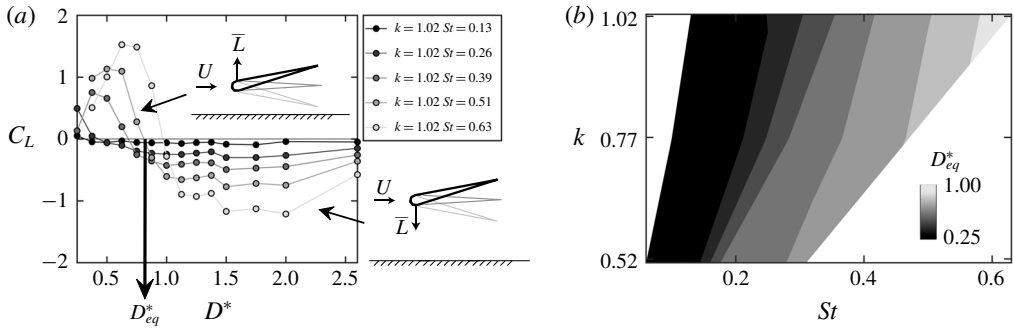 (a)
2
1
0
−1
−2
C_L
0.5
1.0
1.5
2.0
2.5
D*
D*_eq
k = 1.02 St = 0.13
k = 1.02 St = 0.26
k = 1.02 St = 0.39
k = 1.02 St = 0.51
k = 1.02 St = 0.63
L̅
U
U
L̅
(b)
1.02
0.77
0.52
k
0.2
0.4
0.6
St
D*_eq
1.00
0.25